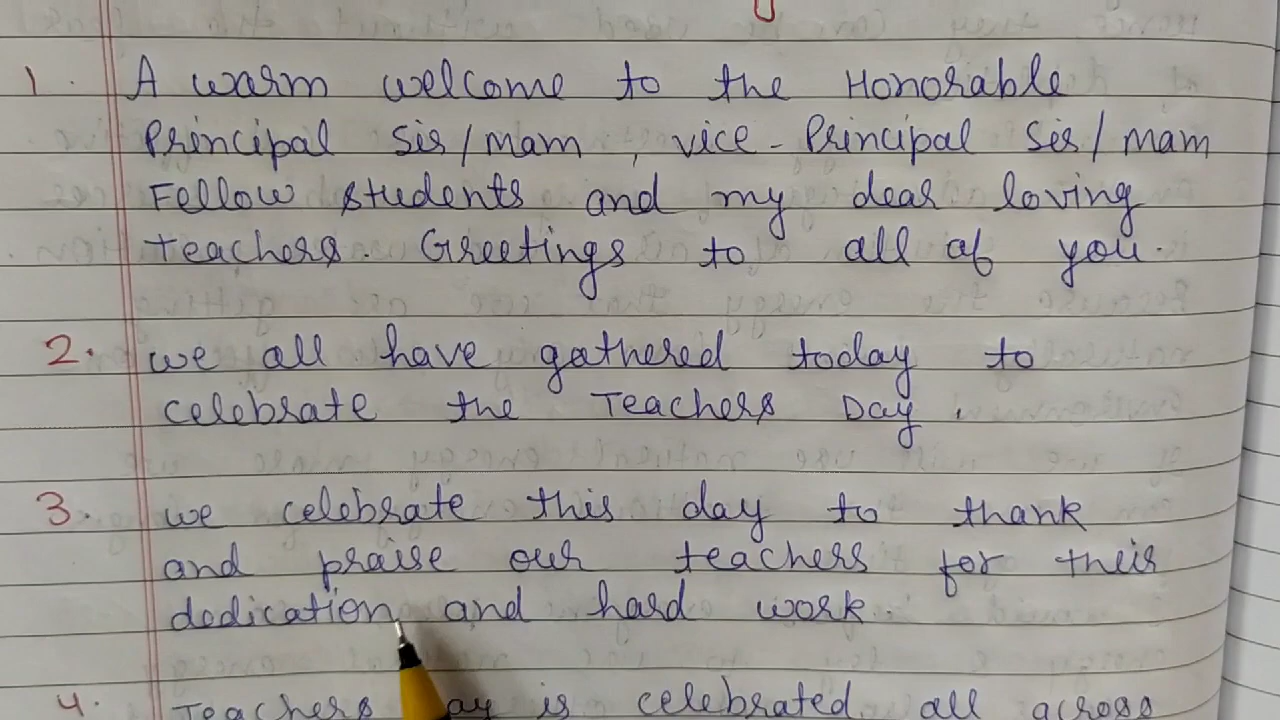 1. A warm welcome to the Honorable
Principal Sir/mam, vice-Principal Sir/mam
Fellow students and my dear loving
teachers. Greetings to all of you.
2. we all have gathered today to
celebrate the Teachers Day.
3. we celebrate this day to thank
and praise our teachers for their
dedication and hard work.
4. Teachers ay is celebrated all across